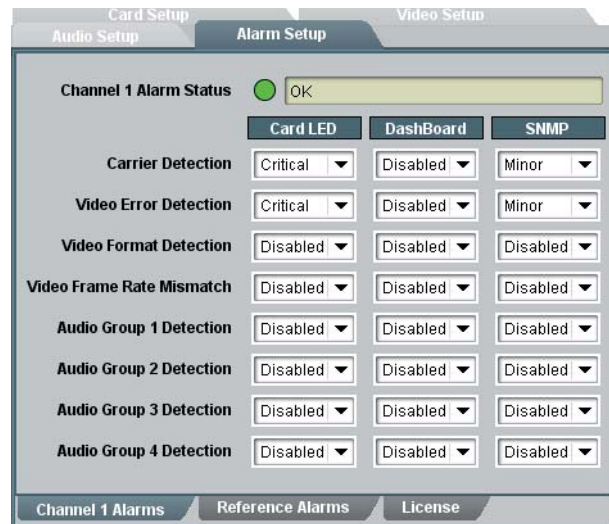 Card Setup Video Setup
Audio Setup Alarm Setup
Channel 1 Alarm Status OK
Card LED DashBoard SNMP
Carrier Detection Critical Disabled Minor
Video Error Detection Critical Disabled Minor
Video Format Detection Disabled Disabled Disabled
Video Frame Rate Mismatch Disabled Disabled Disabled
Audio Group 1 Detection Disabled Disabled Disabled
Audio Group 2 Detection Disabled Disabled Disabled
Audio Group 3 Detection Disabled Disabled Disabled
Audio Group 4 Detection Disabled Disabled Disabled
Channel 1 Alarms Reference Alarms License